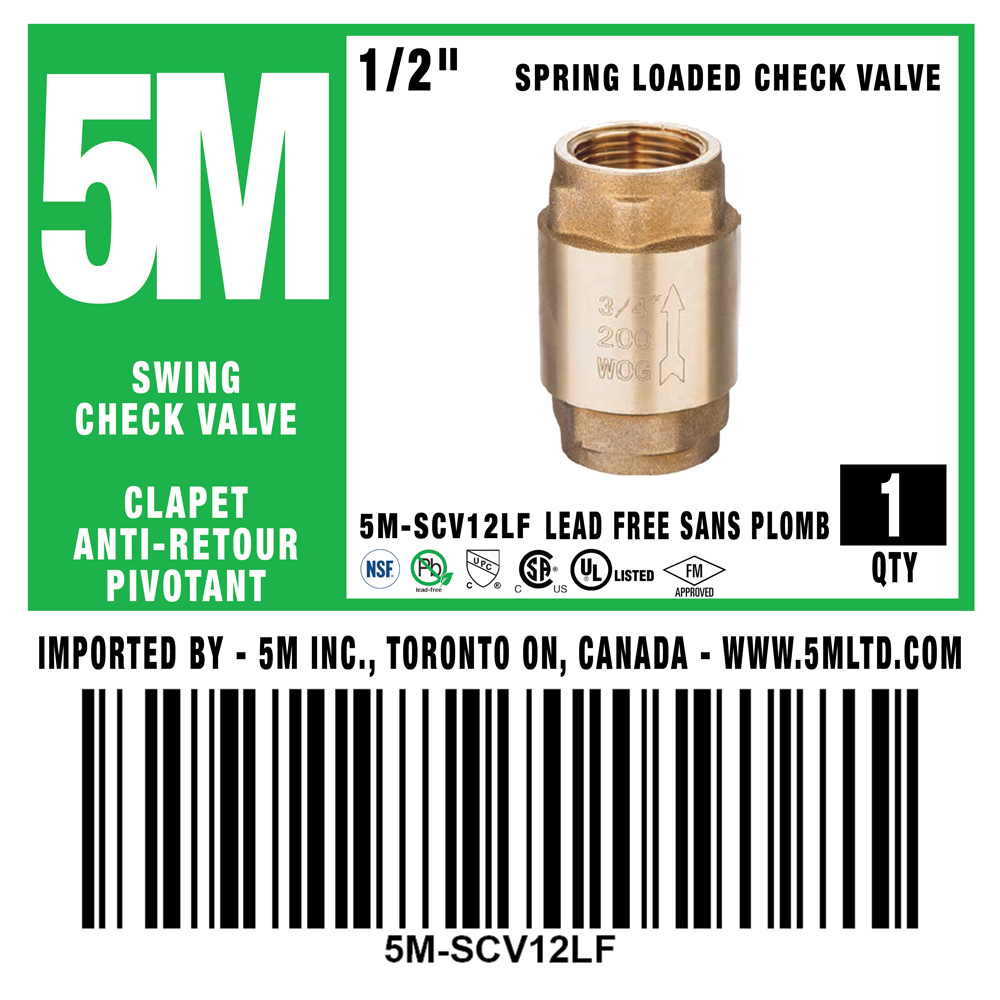 5M
SWING
CHECK VALVE
CLAPET
ANTI-RETOUR
PIVOTANT
1/2" SPRING LOADED CHECK VALVE
3/4"
200
WOG
5M-SCV12LF LEAD FREE SANS PLOMB
1
QTY
NSF.
Pb
lead-free
UPC
C ®
SA ®
C US
UL ® LISTED
FM
APPROVED
IMPORTED BY - 5M INC., TORONTO ON, CANADA - WWW.5MLTD.COM
5M-SCV12LF